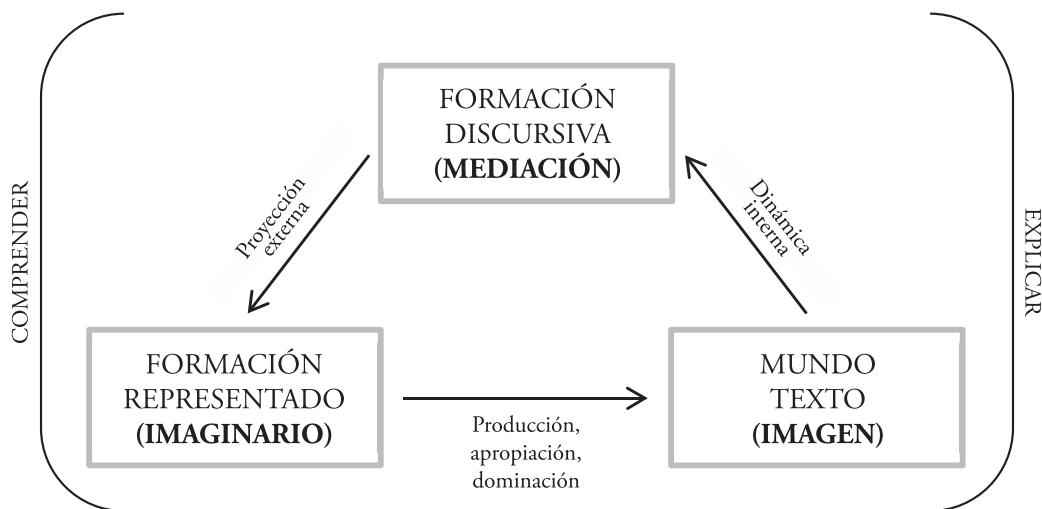 FORMACIÓN
DISCURSIVA
(MEDIACIÓN)
Proyección
externa
Dinámica
interna
COMPRENDER
EXPLICAR
FORMACIÓN
REPRESENTADO
(IMAGINARIO)
Producción,
apropiación,
dominación
MUNDO
TEXTO
(IMAGEN)